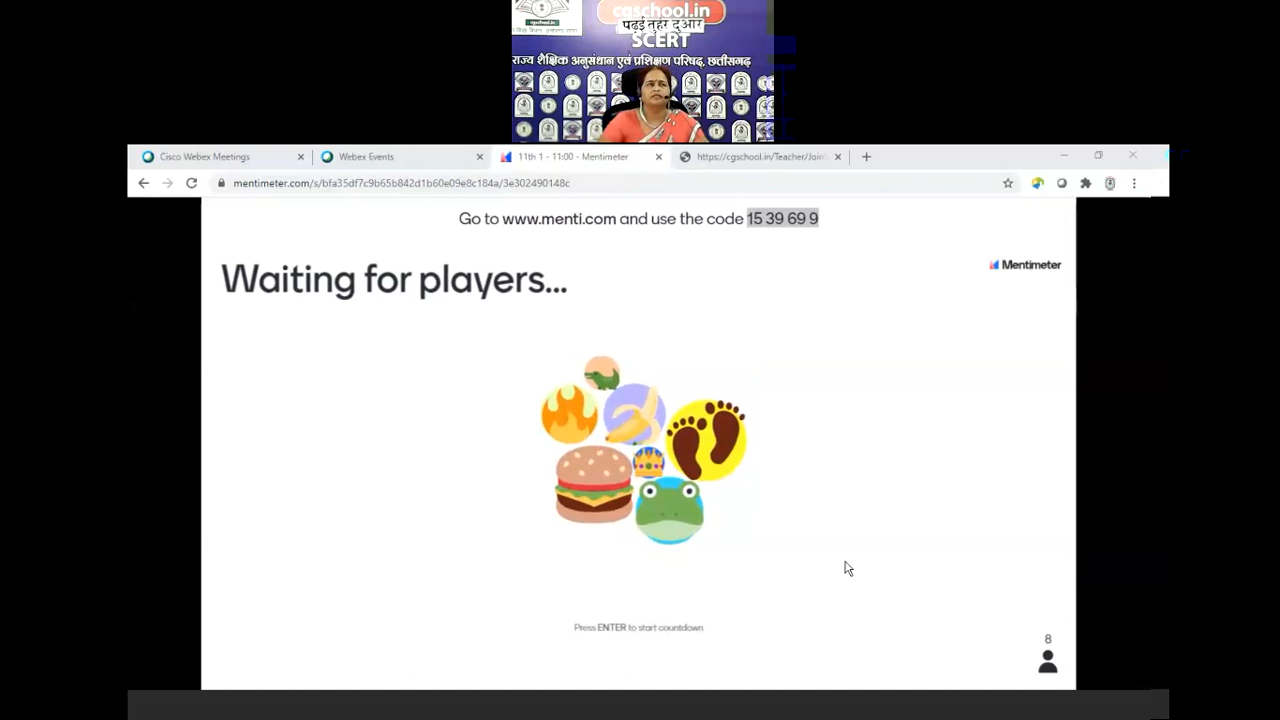 cgschool.in
cgschool.in
पढ़ई तुंहर दुआर
SCERT
राज्य शैक्षिक अनुसंधान एवं प्रशिक्षण परिषद्, छत्तीसगढ़
Cisco Webex Meetings
Webex Events
11th 1 - 11:00 - Mentimeter
https://cgschool.in/Teacher/Join
mentimeter.com/s/bfa35df7c9b65b842d1b60e09e8c184a/3e302490148c
Go to www.menti.com and use the code 15 39 69 9
Waiting for players...
Mentimeter
Press ENTER to start countdown
8